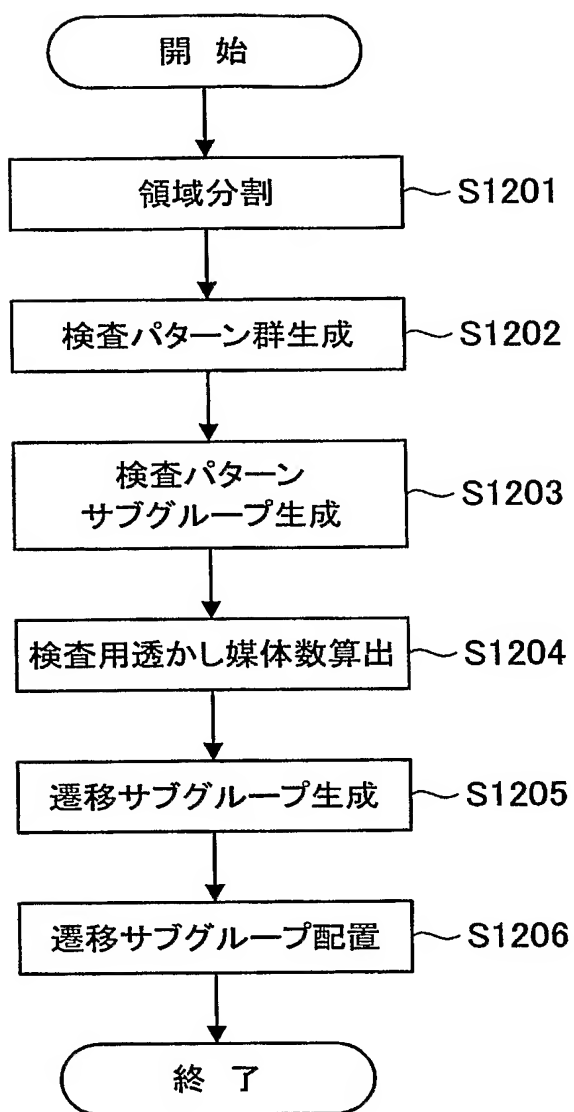 開 始
領域分割
S1201
検査パターン群生成
S1202
検査パターン
サブグループ生成
S1203
検査用透かし媒体数算出
S1204
遷移サブグループ生成
S1205
遷移サブグループ配置
S1206
終 了